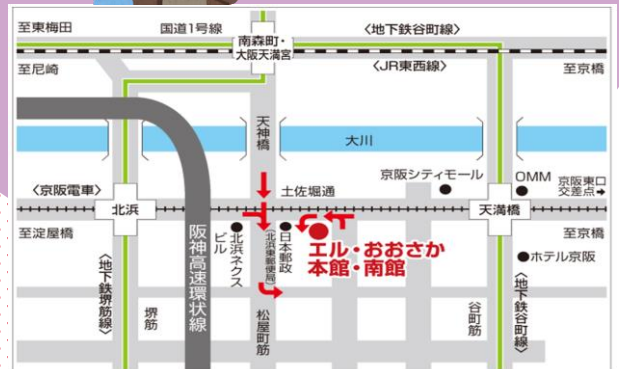 至東梅田
国道1号線
南森町・
大阪天満宮
〈地下鉄谷町線〉
至尼崎
〈JR東西線〉
至京橋
天神橋
大川
京阪シティモール
OMM
京阪東口
交差点➡
〈京阪電車〉
土佐堀通
北浜
天満橋
至淀屋橋
至京橋
北浜ネクス
ビル
日本郵政
(北浜東郵便局)
エル・おおさか
本館・南館
ホテル京阪
阪神高速環状線
〈地下鉄堺筋線〉
堺筋
松屋町筋
谷町筋
〈地下鉄谷町線〉